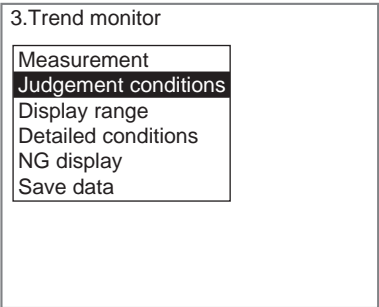 3.Trend monitor
Measurement
Judgement conditions
Display range
Detailed conditions
NG display
Save data